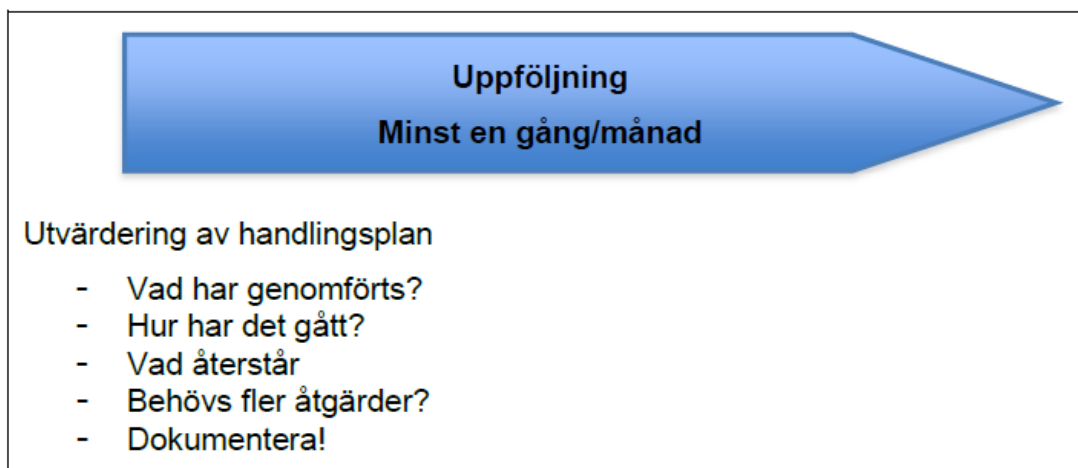 Uppföljning
Minst en gång/månad
Utvärdering av handlingsplan
- Vad har genomförts?
- Hur har det gått?
- Vad återstår
- Behövs fler åtgärder?
- Dokumentera!